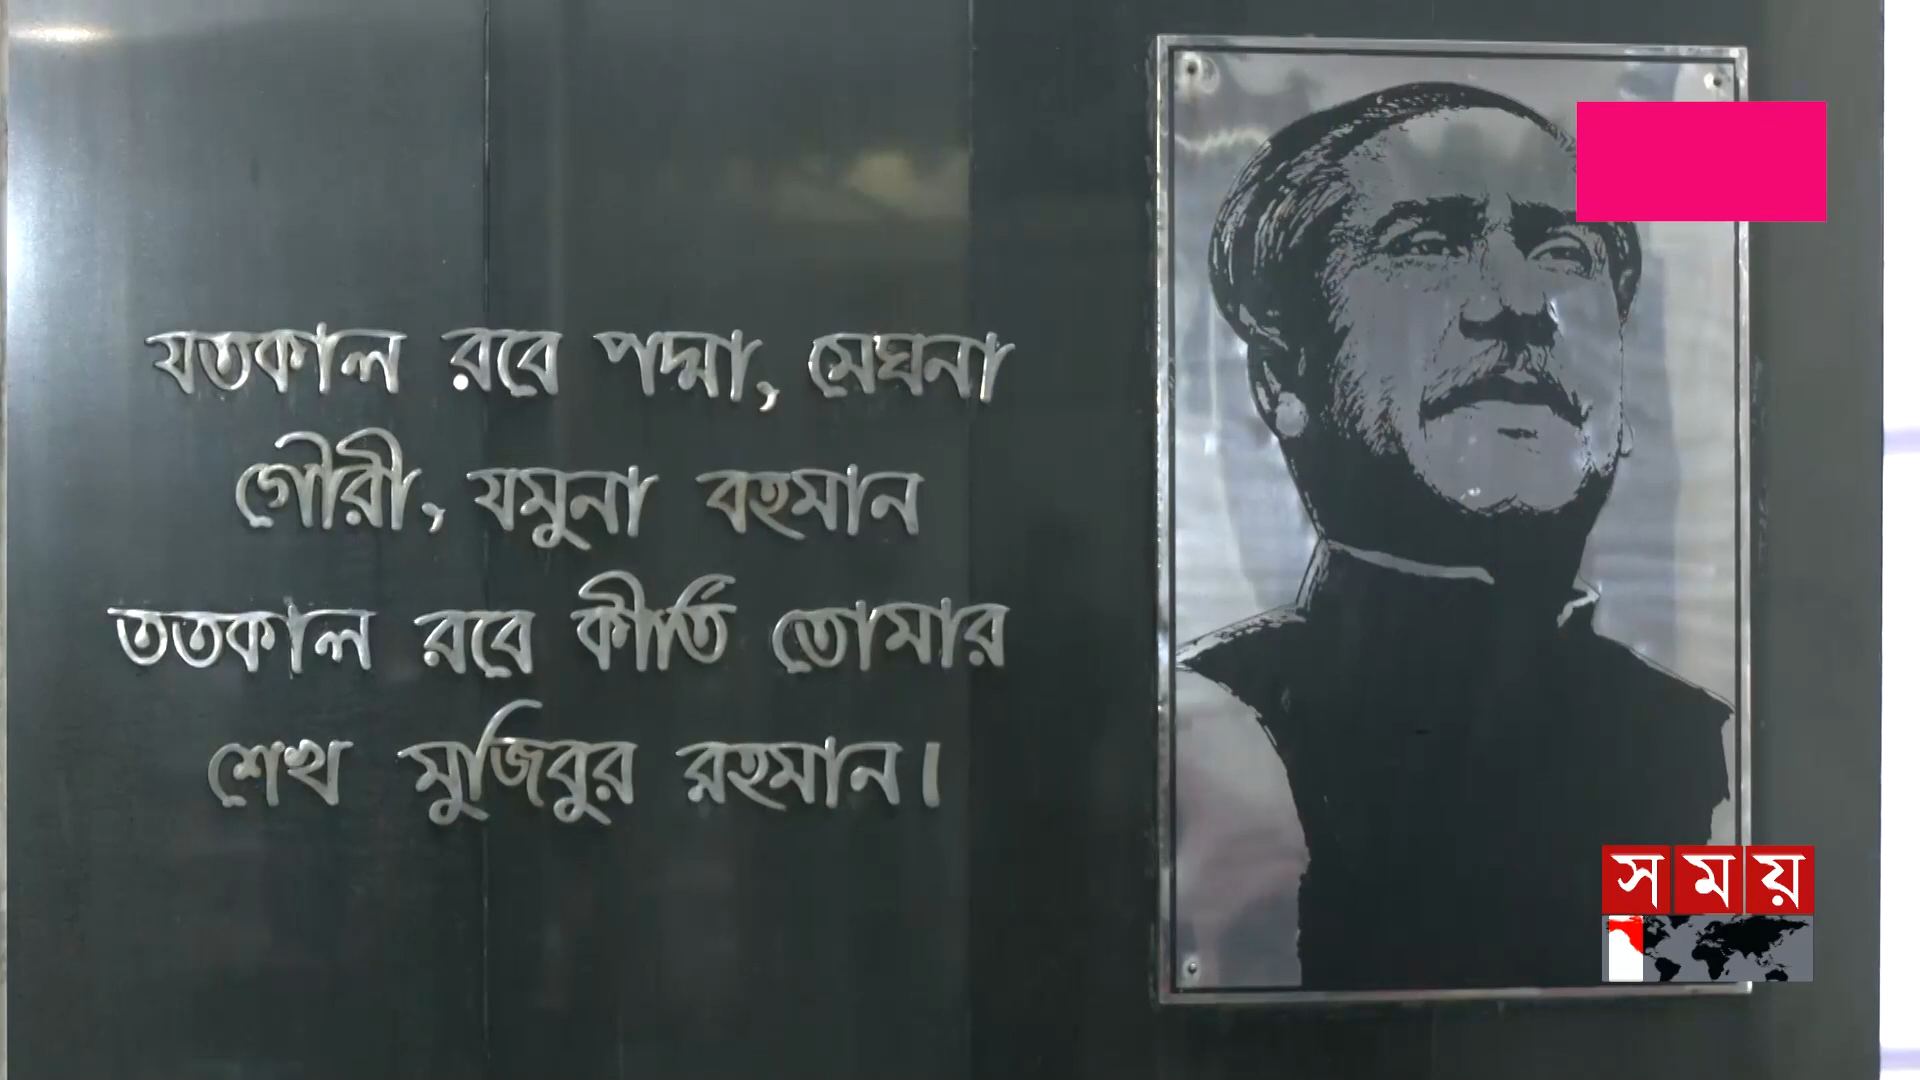 যতকাল রবে পদ্মা, মেঘনা
গৌরী, যমুনা বহমান
ততকাল রবে কীর্তি তোমার
শেখ মুজিবুর রহমান।
সময়